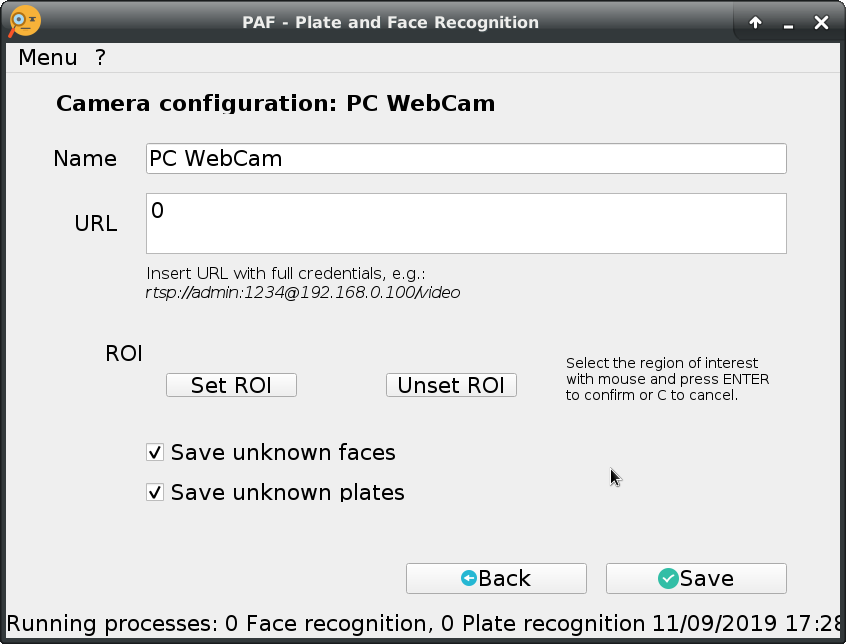 PAF - Plate and Face Recognition
Menu ?
Camera configuration: PC WebCam
Name PC WebCam
URL 0
Insert URL with full credentials, e.g.:
rtsp://admin:1234@192.168.0.100/video
ROI
Set ROI Unset ROI
Select the region of interest
with mouse and press ENTER
to confirm or C to cancel.
Save unknown faces
Save unknown plates
Back Save
Running processes: 0 Face recognition, 0 Plate recognition 11/09/2019 17:28